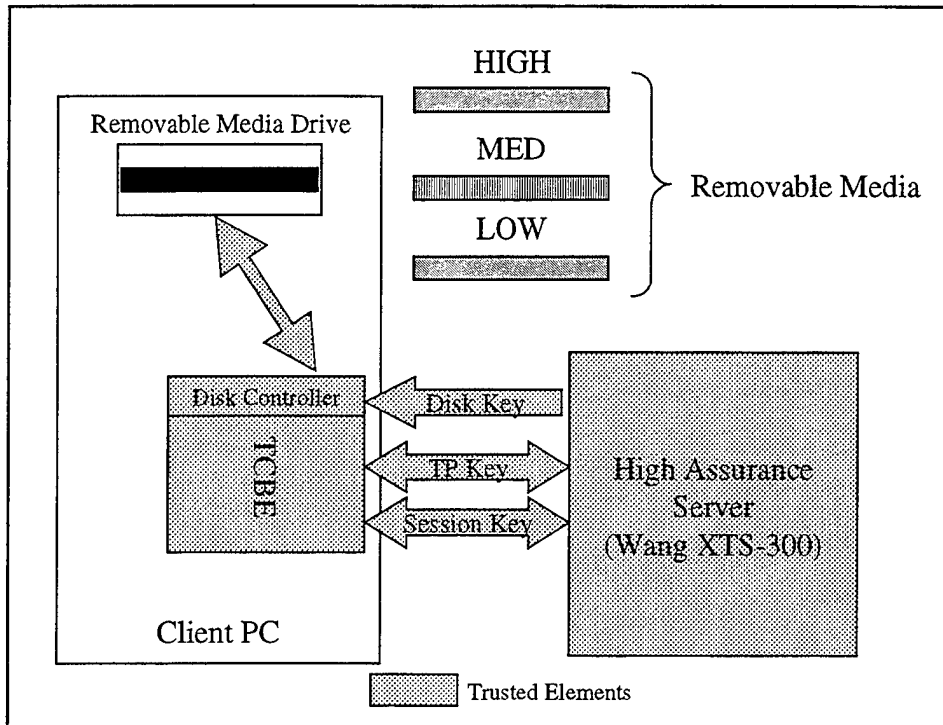 HIGH
Removable Media Drive
MED
Removable Media
LOW
Disk Controller
Disk Key
TCBE
TP Key
High Assurance
Server
(Wang XTS-300)
Session Key
Client PC
Trusted Elements